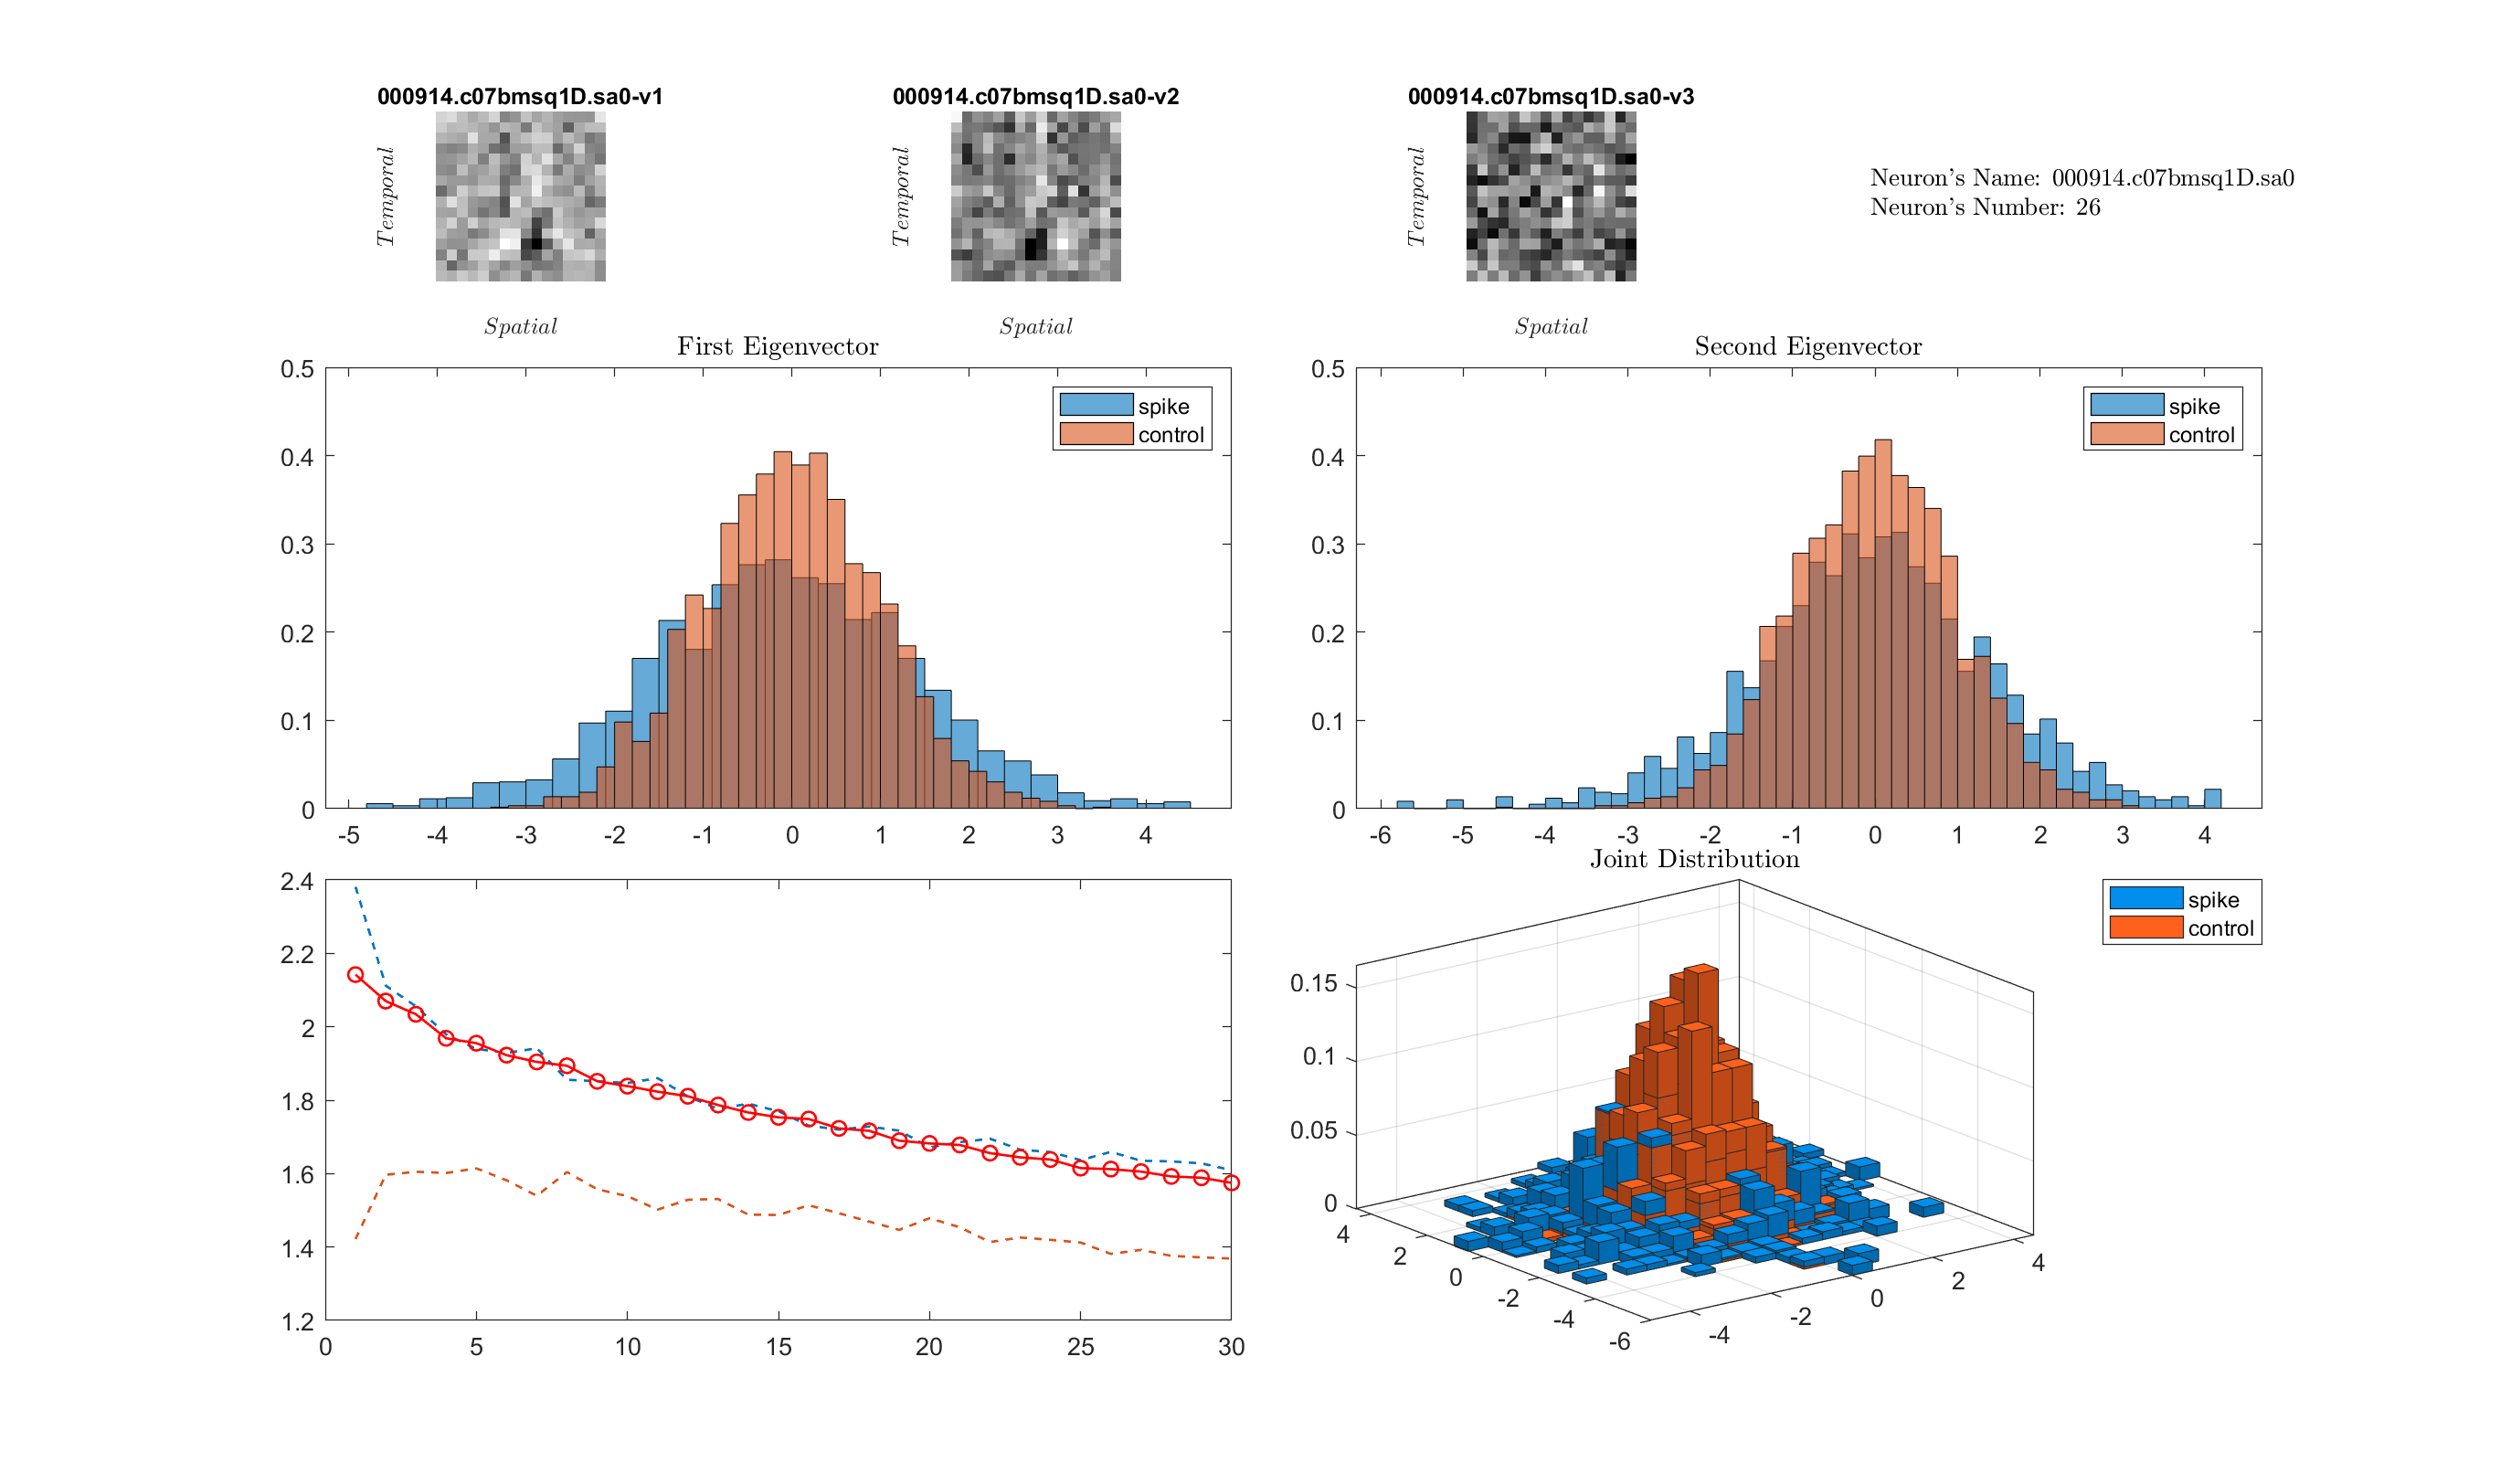 000914.c07bmsq1D.sa0-v1
000914.c07bmsq1D.sa0-v2
000914.c07bmsq1D.sa0-v3
Temporal
Temporal
Temporal
Neuron's Name: 000914.c07bmsq1D.sa0
Neuron's Number: 26
Spatial
Spatial
Spatial
First Eigenvector
0.5
0.4
0.3
0.2
0.1
0
spike
control
-5 -4 -3 -2 -1 0 1 2 3 4
Second Eigenvector
0.5
0.4
0.3
0.2
0.1
0
spike
control
-6 -5 -4 -3 -2 -1 0 1 2 3 4
2.4
2.2
2
1.8
1.6
1.4
1.2
0 5 10 15 20 25 30
Joint Distribution
spike
control
0.15
0.1
0.05
0
4
2
0
-2
-4
-6
-4
-2
0
2
4